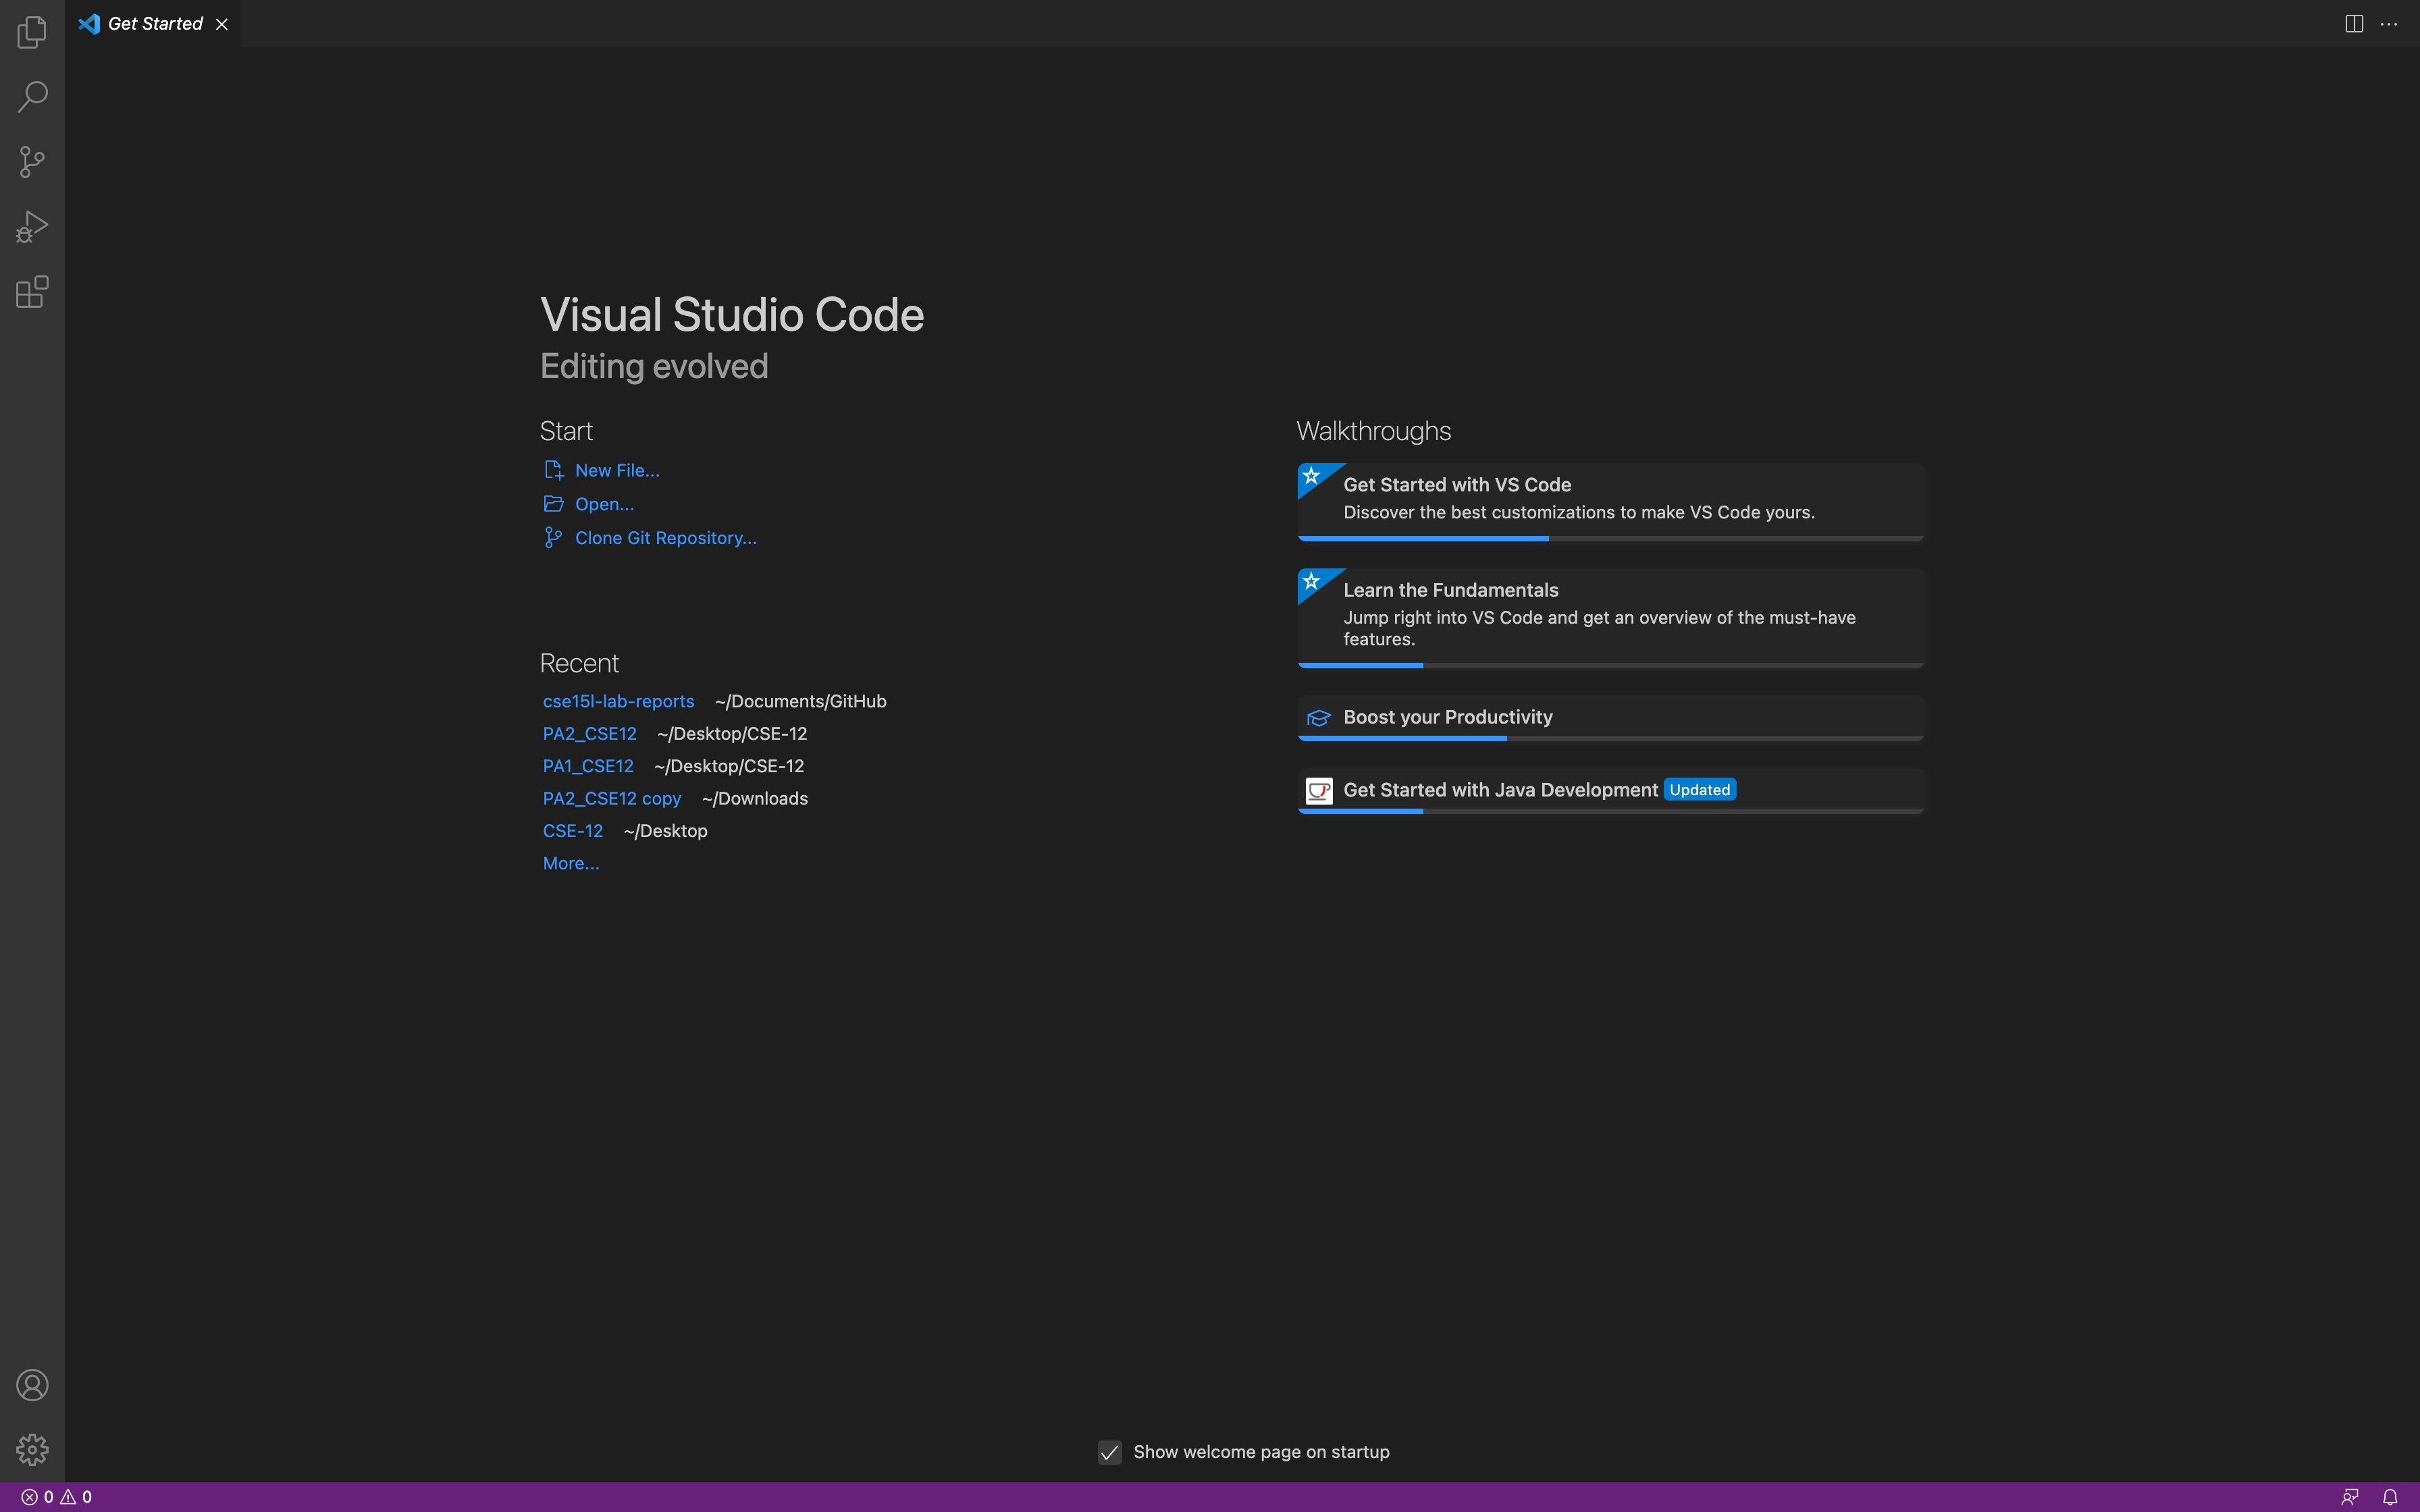 Get Started
Visual Studio Code
Editing evolved
Start
New File...
Open...
Clone Git Repository...
Recent
cse15l-lab-reports ~/Documents/GitHub
PA2_CSE12 ~/Desktop/CSE-12
PA1_CSE12 ~/Desktop/CSE-12
PA2_CSE12 copy ~/Downloads
CSE-12 ~/Desktop
More...
Walkthroughs
Get Started with VS Code
Discover the best customizations to make VS Code yours.
Learn the Fundamentals
Jump right into VS Code and get an overview of the must-have
features.
Boost your Productivity
Get Started with Java Development Updated
Show welcome page on startup
0 0